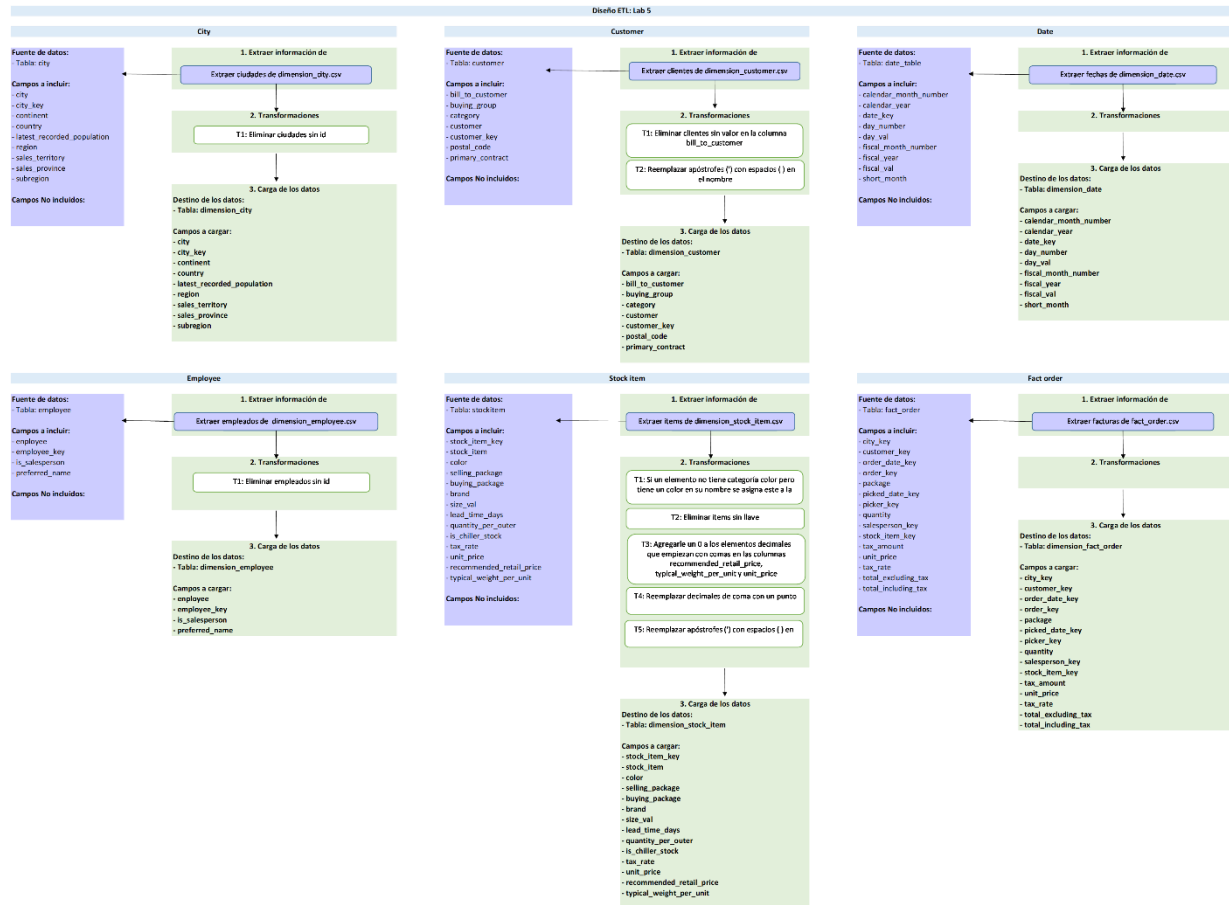 Diseño ETL: Lab 5
City
Fuente de datos:
- Tabla: city
Campos a incluir:
- city
- city_key
- continent
- country
- latest_recorded_population
- region
- sales_territory
- sales_province
- subregion
Campos No incluidos:
1. Extraer información de
Extraer ciudades de dimension_city.csv
2. Transformaciones
T1: Eliminar ciudades sin id
3. Carga de los datos
Destino de los datos:
- Tabla: dimension_city
Campos a cargar:
- city
- city_key
- continent
- country
- latest_recorded_population
- region
- sales_territory
- sales_province
- subregion
Customer
Fuente de datos:
- Tabla: customer
Campos a incluir:
- bill_to_customer
- buying_group
- category
- customer
- customer_key
- postal_code
- primary_contract
Campos No incluidos:
1. Extraer información de
Extraer clientes de dimension_customer.csv
2. Transformaciones
T1: Eliminar clientes sin valor en la columna
bill_to_customer
T2: Reemplazar apóstrofes (') con espacios ( ) en
el nombre
3. Carga de los datos
Destino de los datos:
- Tabla: dimension_customer
Campos a cargar:
- bill_to_customer
- buying_group
- category
- customer
- customer_key
- postal_code
- primary_contract
Date
Fuente de datos:
- Tabla: date_table
Campos a incluir:
- calendar_month_number
- calendar_year
- date_key
- day_number
- day_val
- fiscal_month_number
- fiscal_year
- fiscal_val
- short_month
Campos No incluidos:
1. Extraer información de
Extraer fechas de dimension_date.csv
2. Transformaciones
3. Carga de los datos
Destino de los datos:
- Tabla: dimension_date
Campos a cargar:
- calendar_month_number
- calendar_year
- date_key
- day_number
- day_val
- fiscal_month_number
- fiscal_year
- fiscal_val
- short_month
Employee
Fuente de datos:
- Tabla: employee
Campos a incluir:
- enployee
- employee_key
- is_salesperson
- preferred_name
Campos No incluidos:
1. Extraer información de
Extraer empleados de dimension_employee.csv
2. Transformaciones
T1: Eliminar empleados sin id
3. Carga de los datos
Destino de los datos:
- Tabla: dimension_employee
Campos a cargar:
- enployee
- employee_key
- is_salesperson
- preferred_name
Stock item
Fuente de datos:
- Tabla: stockitem
Campos a incluir:
- stock_item_key
- stock_item
- color
- selling_package
- buying_package
- brand
- size_val
- lead_time_days
- quantity_per_outer
- is_chiller_stock
- tax_rate
- unit_price
- recommended_retail_price
- typical_weight_per_unit
Campos No incluidos:
1. Extraer información de
Extraer items de dimension_stock_item.csv
2. Transformaciones
T1: Si un elemento no tiene categoría color pero
tiene un color en su nombre se asigna este a la
T2: Eliminar items sin llave
T3: Agregarle un 0 a los elementos decimales
que empiezan con comas en las columnas
recommended_retail_price,
typical_weight_per_unit y unit_price
T4: Reemplazar decimales de coma con un punto
T5: Reemplazar apóstrofes (') con espacios ( ) en
3. Carga de los datos
Destino de los datos:
- Tabla: dimension_stock_item
Campos a cargar:
- stock_item_key
- stock_item
- color
- selling_package
- buying_package
- brand
- size_val
- lead_time_days
- quantity_per_outer
- is_chiller_stock
- tax_rate
- unit_price
- recommended_retail_price
- typical_weight_per_unit
Fact order
Fuente de datos:
- Tabla: fact_order
Campos a incluir:
- city_key
- customer_key
- order_date_key
- order_key
- package
- picked_date_key
- picker_key
- quantity
- salesperson_key
- stock_item_key
- tax_amount
- unit_price
- tax_rate
- total_excluding_tax
- total_including_tax
Campos No incluidos:
1. Extraer información de
Extraer facturas de fact_order.csv
2. Transformaciones
3. Carga de los datos
Destino de los datos:
- Tabla: dimension_fact_order
Campos a cargar:
- city_key
- customer_key
- order_date_key
- order_key
- package
- picked_date_key
- picker_key
- quantity
- salesperson_key
- stock_item_key
- tax_amount
- unit_price
- tax_rate
- total_excluding_tax
- total_including_tax